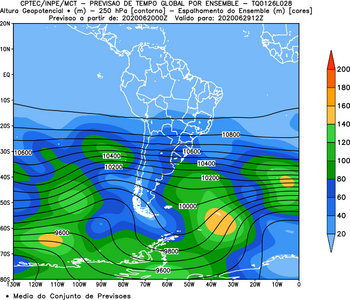 CPTEC/INPE/MCT - PREVISAO DE TEMPO GLOBAL POR ENSEMBLE - TQ0126L028
Altura Geopotencial * (m) - 250 hPa [contorno] - Espalhamento do Ensemble (m) [cores]
Previsao a partir de: 2020062000Z Valido para: 2020062912Z
20N
10N
EQ
10S
20S
30S
40S
50S
60S
70S
80S
130W 120W 110W 100W 90W 80W 70W 60W 50W 40W 30W 20W 10W 0
10800
10600
10600
10400
10400
10200
10200
10000
9600
9800
9600
200
180
160
140
120
100
80
60
50
40
20
* Media do Conjunto de Previsoes